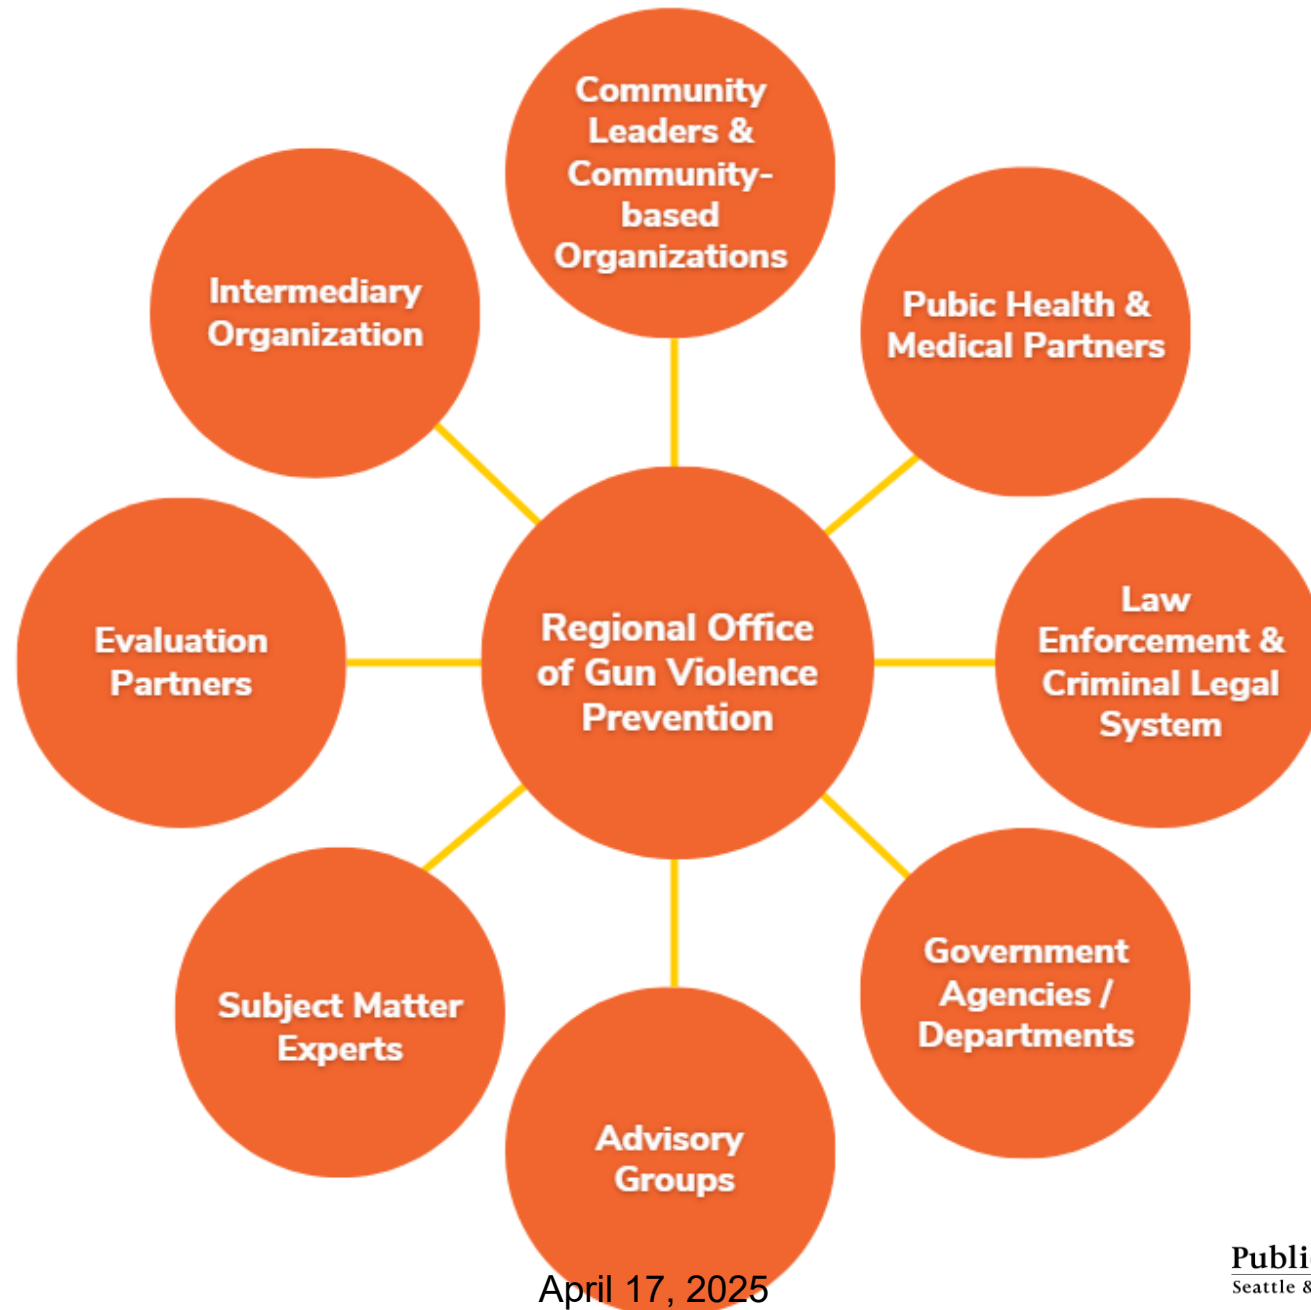 Community
Leaders &
Community-
based
Organizations
Intermediary
Organization
Pubic Health &
Medical Partners
Regional Office
of Gun Violence
Prevention
Evaluation
Partners
Law
Enforcement &
Criminal Legal
System
Subject Matter
Experts
Government
Agencies /
Departments
Advisory
Groups
April 17, 2025
Seattle &